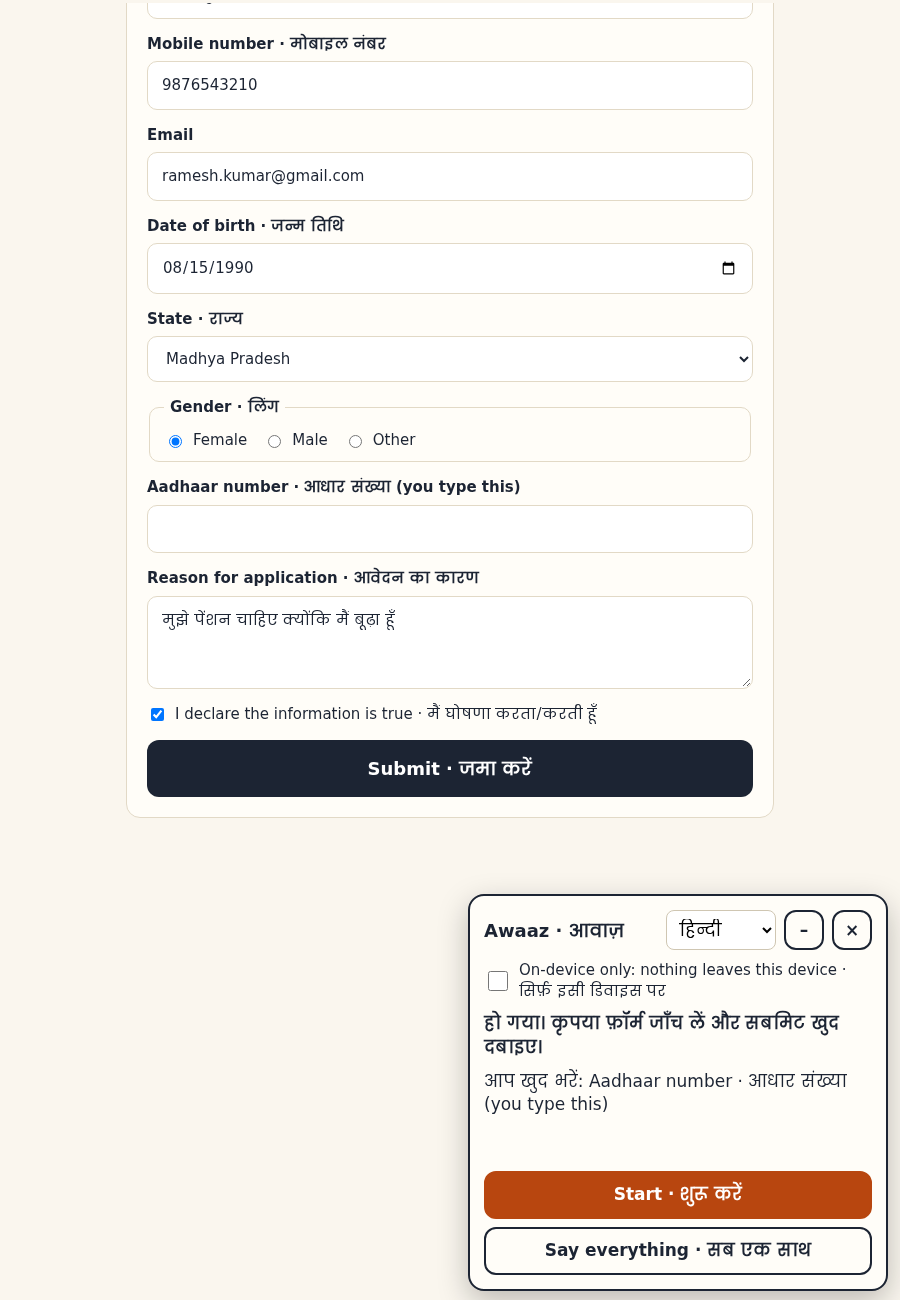 Mobile number · मोबाइल नंबर
9876543210
Email
ramesh.kumar@gmail.com
Date of birth · जन्म तिथि
08/15/1990
State · राज्य
Madhya Pradesh
Gender · लिंग
Female Male Other
Aadhaar number · आधार संख्या (you type this)
Reason for application · आवेदन का कारण
मुझे पेंशन चाहिए क्योंकि मैं बूढ़ा हूँ
I declare the information is true · मैं घोषणा करता/करती हूँ
Submit · जमा करें
Awaaz · आवाज़ हिन्दी – ×
On-device only: nothing leaves this device ·
सिर्फ़ इसी डिवाइस पर
हो गया। कृपया फ़ॉर्म जाँच लें और सबमिट खुद
दबाइए।
आप खुद भरें: Aadhaar number · आधार संख्या
(you type this)
Start · शुरू करें
Say everything · सब एक साथ